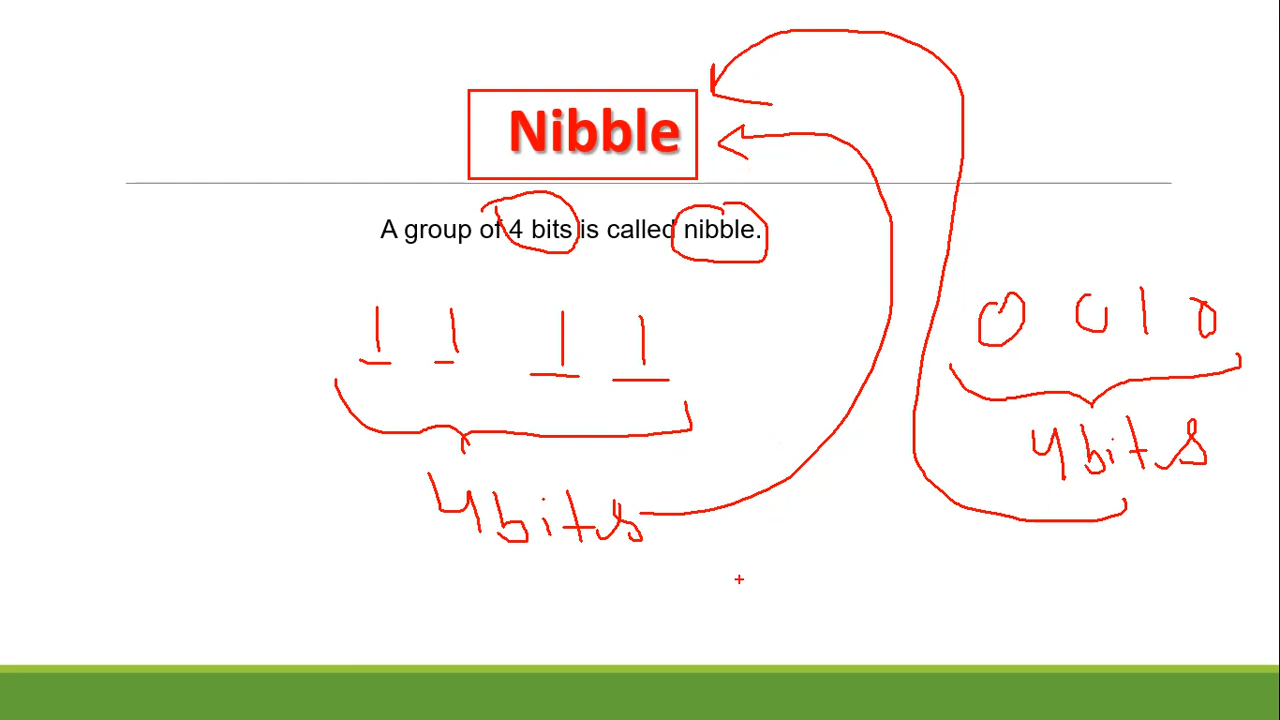 Nibble
A group of 4 bits is called nibble.
1 1 1 1
0 0 1 0
4 bits
4 bits